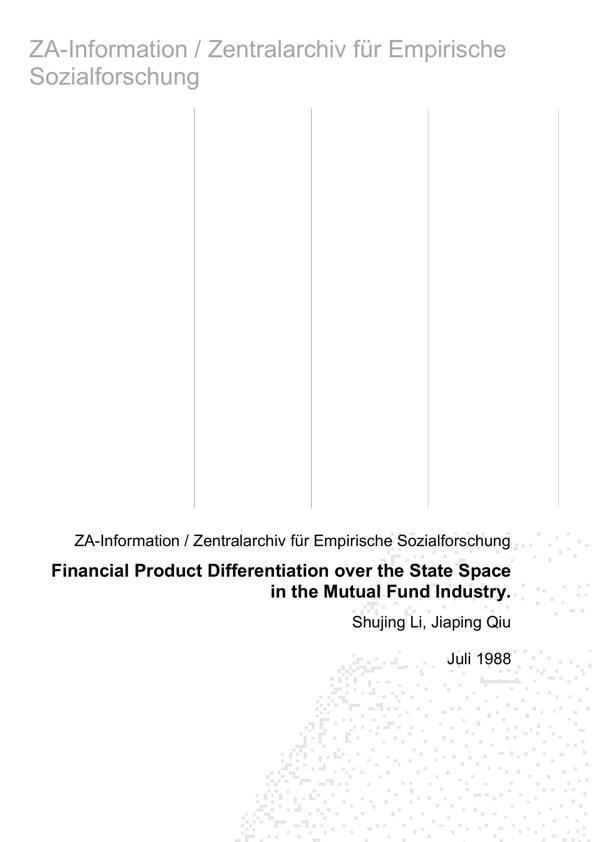 ZA-Information / Zentralarchiv für Empirische
Sozialforschung
ZA-Information / Zentralarchiv für Empirische Sozialforschung
Financial Product Differentiation over the State Space
in the Mutual Fund Industry.
Shujing Li, Jiaping Qiu
Juli 1988